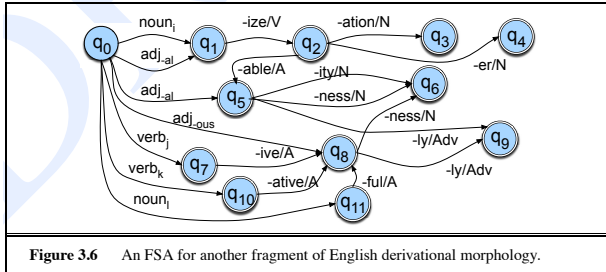 noun_i
-ize/V
-ation/N
q_0
q_1
q_2
q_3
q_4
adj_-al
-er/N
-able/A
-ity/N
adj_-al
q_5
q_6
-ness/N
adj_-ous
-ness/N
verb_j
q_8
-ly/Adv
q_9
q_7
-ive/A
verb_k
-ative/A
-ful/A
-ly/Adv
q_10
noun_l
q_11
Figure 3.6 An FSA for another fragment of English derivational morphology.